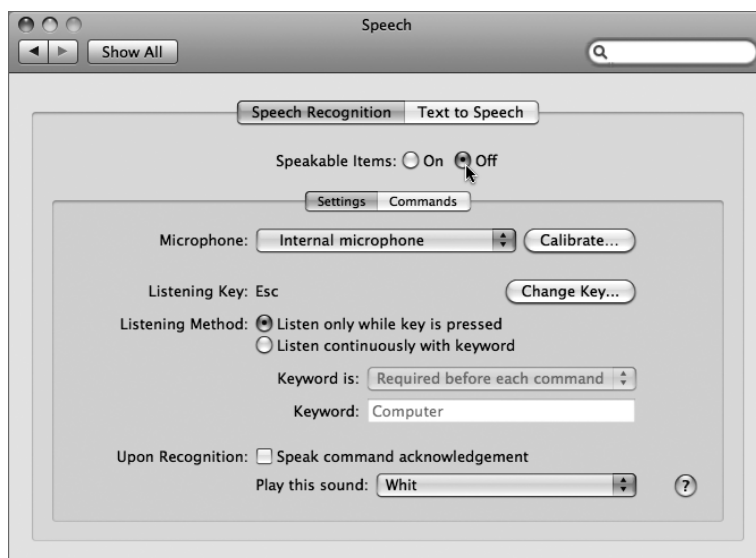 Speech
Show All
Speech Recognition Text to Speech
Speakable Items: On Off
Settings Commands
Microphone: Internal microphone Calibrate...
Listening Key: Esc Change Key...
Listening Method: Listen only while key is pressed
Listen continuously with keyword
Keyword is: Required before each command
Keyword: Computer
Upon Recognition: Speak command acknowledgement
Play this sound: Whit ?